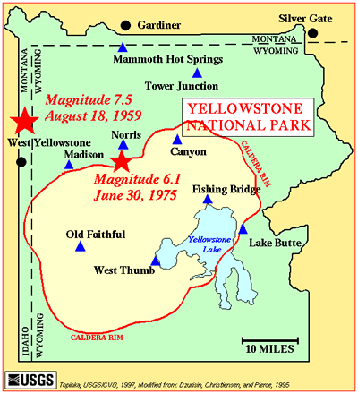 Gardiner
Silver Gate
MONTANA
WYOMING
Mammoth Hot Springs
Tower Junction
MONTANA
WYOMING
Magnitude 7.5
August 18, 1959
YELLOWSTONE
NATIONAL PARK
West Yellowstone
Norris
Madison
Canyon
CALDERA RIM
Magnitude 6.1
June 30, 1975
Fishing Bridge
Old Faithful
Yellowstone
Lake
Lake Butte
West Thumb
CALDERA RIM
IDAHO
WYOMING
10 MILES
USGS
Topinka, USGS/CVO, 1997, Modified from: Dzurisin, Christiansen, and Pierce, 1995